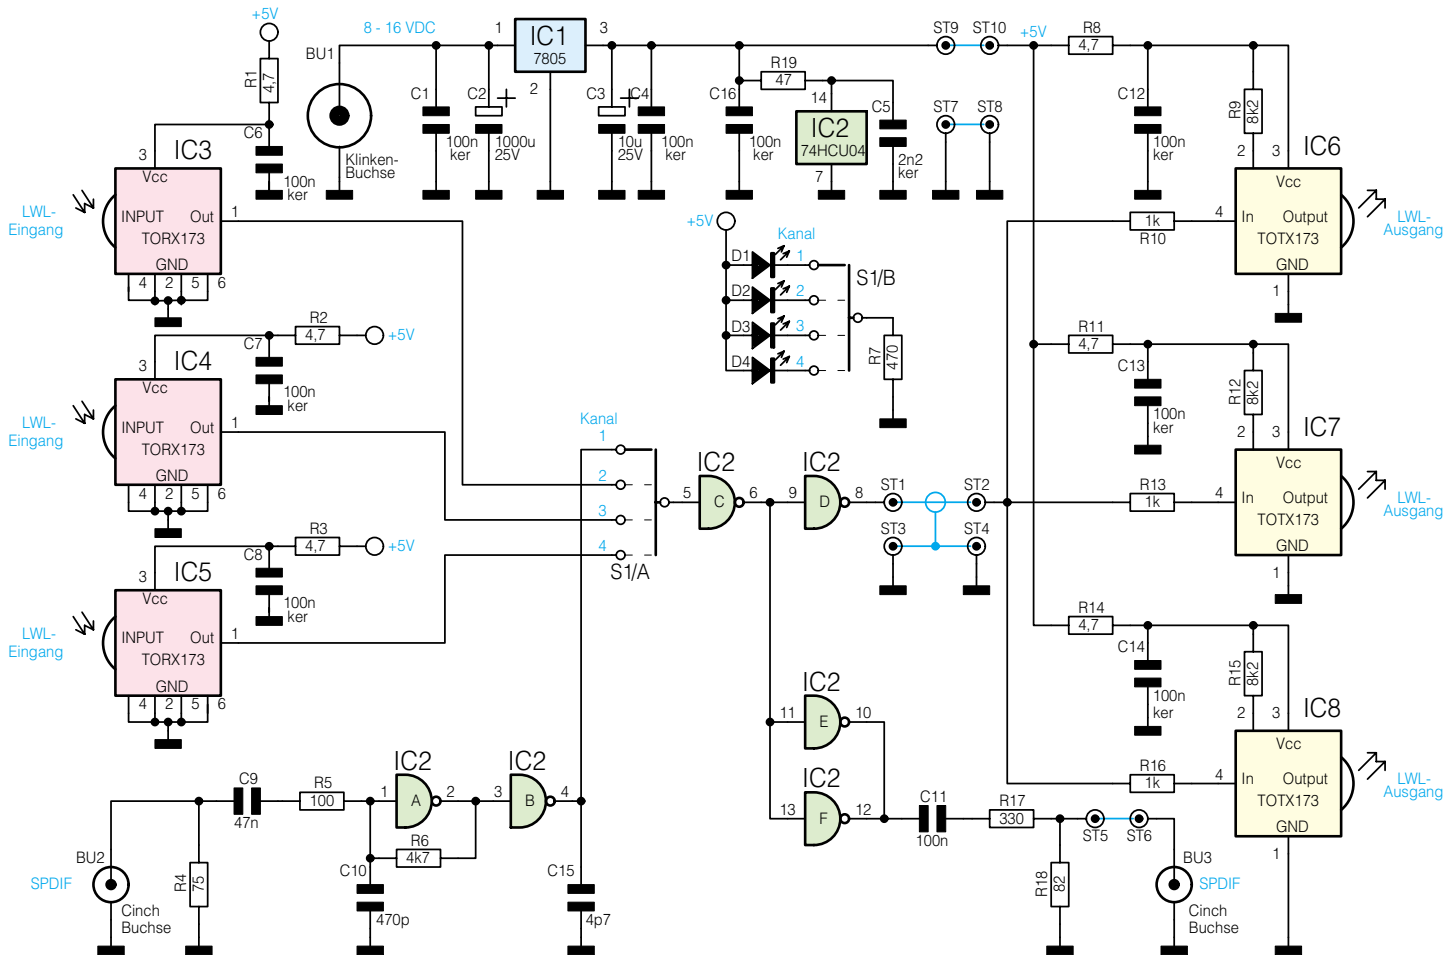 +5V
R1
4,7
C6
100n
ker
3
IC3
Vcc
INPUT
Out
1
TORX173
GND
4
2
5
6
LWL-
Eingang
BU1
Klinken-
Buchse
8 - 16 VDC
C1
100n
ker
C2
+
1000u
25V
1
IC1
7805
3
2
C3
+
10u
25V
C4
100n
ker
C16
100n
ker
R19
47
14
IC2
74HCU04
7
C5
2n2
ker
ST9
ST10
ST7
ST8
+5V
R8
4,7
C12
100n
ker
R9
8k2
2
3
IC6
Vcc
R10
1k
4
In
Output
TOTX173
GND
1
LWL-
Ausgang
R2
4,7
+5V
C7
100n
ker
3
IC4
Vcc
INPUT
Out
1
TORX173
GND
4
2
5
6
LWL-
Eingang
+5V
Kanal
D1
1
D2
2
D3
3
D4
4
S1/B
R7
470
R11
4,7
C13
100n
ker
R12
8k2
2
3
IC7
Vcc
R13
1k
4
In
Output
TOTX173
GND
1
LWL-
Ausgang
R3
4,7
+5V
C8
100n
ker
3
IC5
Vcc
INPUT
Out
1
TORX173
GND
4
2
5
6
LWL-
Eingang
Kanal
1
2
3
4
S1/A
IC2
5
C
6
IC2
9
D
8
ST1
ST2
ST3
ST4
R14
4,7
C14
100n
ker
R15
8k2
2
3
IC8
Vcc
R16
1k
4
In
Output
TOTX173
GND
1
LWL-
Ausgang
IC2
11
E
10
IC2
13
F
12
C11
100n
R17
330
ST5
ST6
R18
82
BU3
SPDIF
Cinch
Buchse
BU2
SPDIF
Cinch
Buchse
R4
75
C9
47n
R5
100
IC2
1
A
2
R6
4k7
C10
470p
IC2
3
B
4
C15
4p7